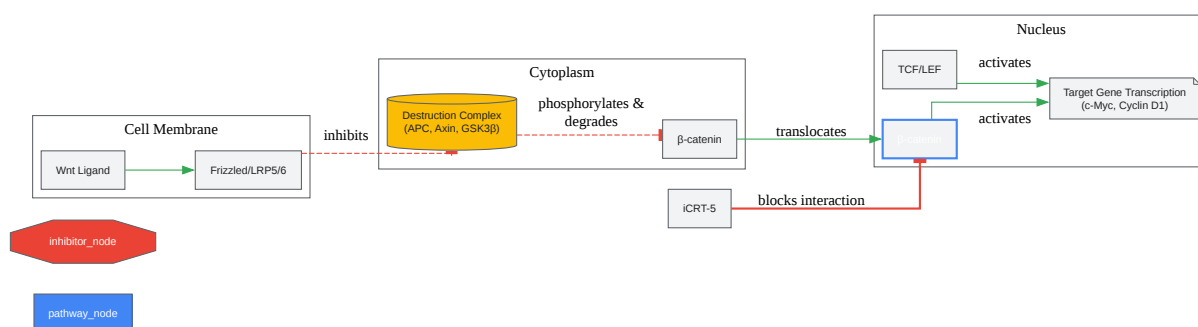 Nucleus
TCF/LEF
activates
Target Gene Transcription
(c-Myc, Cyclin D1)
activates
β-catenin
Cytoplasm
Destruction Complex
(APC, Axin, GSK3β)
phosphorylates &
degrades
β-catenin
translocates
Cell Membrane
inhibits
Wnt Ligand
Frizzled/LRP5/6
iCRT-5
blocks interaction
inhibitor_node
pathway_node